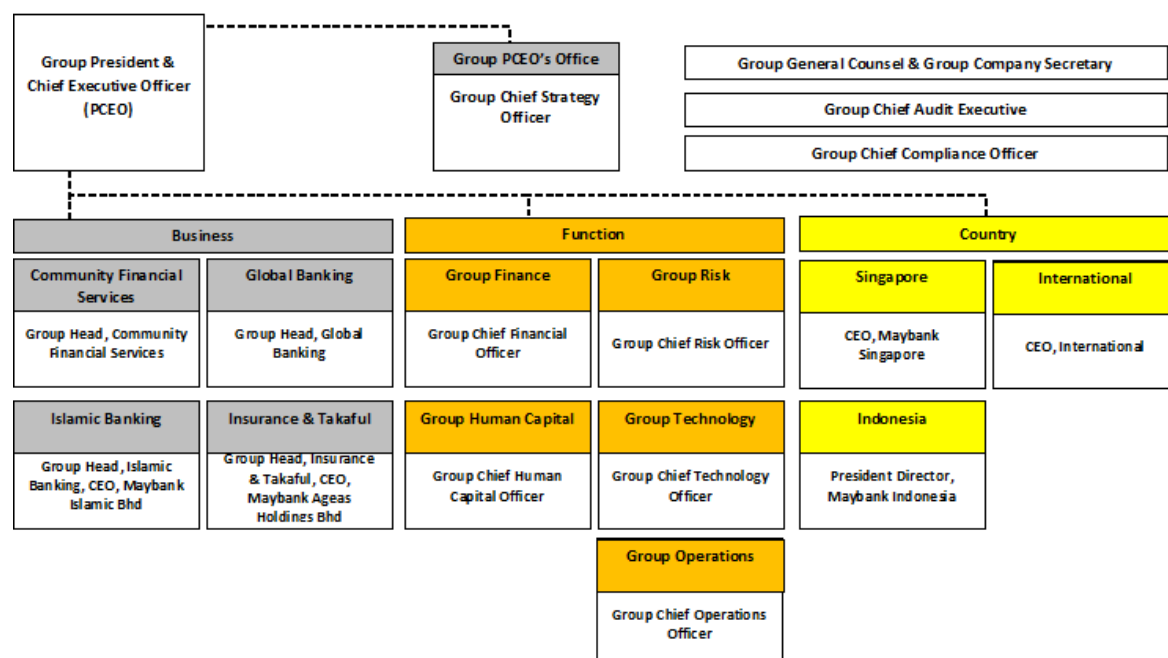 Group President &
Chief Executive Officer
(PCEO)
Group PCEO's Office
Group Chief Strategy
Officer
Group General Counsel & Group Company Secretary
Group Chief Audit Executive
Group Chief Compliance Officer
Business
Function
Country
Community Financial
Services
Group Head, Community
Financial Services
Global Banking
Group Head, Global
Banking
Group Finance
Group Chief Financial
Officer
Group Risk
Group Chief Risk Officer
Singapore
CEO, Maybank
Singapore
International
CEO, International
Islamic Banking
Group Head, Islamic
Banking, CEO, Maybank
Islamic Bhd
Insurance & Takaful
Group Head, Insurance
& Takaful, CEO,
Maybank Ageas
Holdings Bhd
Group Human Capital
Group Chief Human
Capital Officer
Group Technology
Group Chief Technology
Officer
Indonesia
President Director,
Maybank Indonesia
Group Operations
Group Chief Operations
Officer